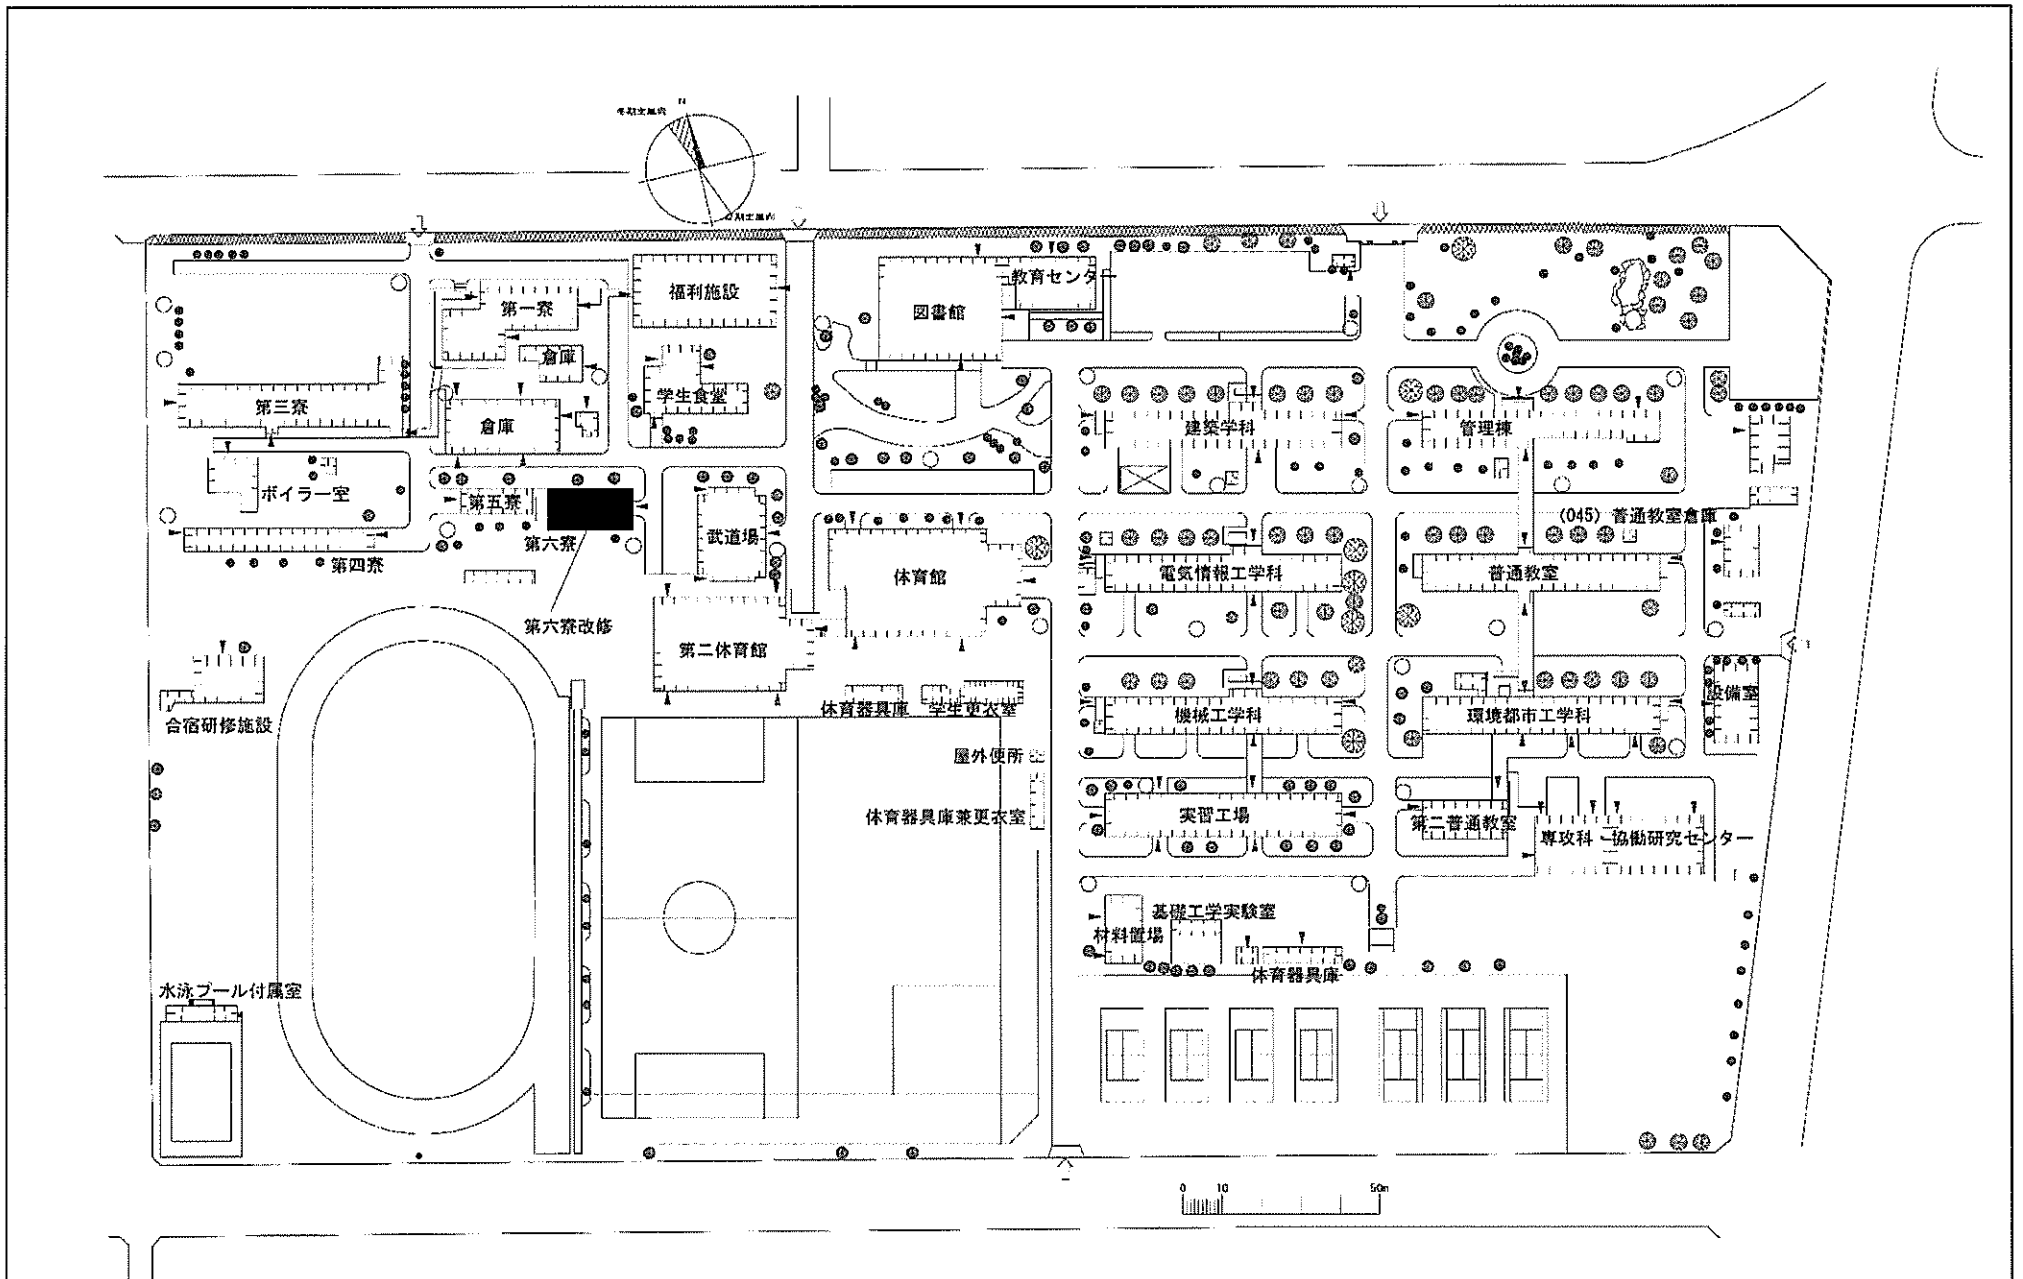 冬期主風向
N
期主風向
教育センター
福利施設
第一寮
図書館
倉庫
学生食堂
第三寮
倉庫
建築学科
管理棟
ボイラー室
第五寮
(045) 普通教室倉庫
武道場
第六寮
第四寮
体育館
電気情報工学科
普通教室
第六寮改修
第二体育館
設備室
体育器具庫
学生更衣室
合宿研修施設
機械工学科
環境都市工学科
屋外便所
体育器具庫兼更衣室
実習工場
第二普通教室
専攻科・協働研究センター
基礎工学実験室
材料置場
体育器具庫
水泳プール付属室
0
10
50m